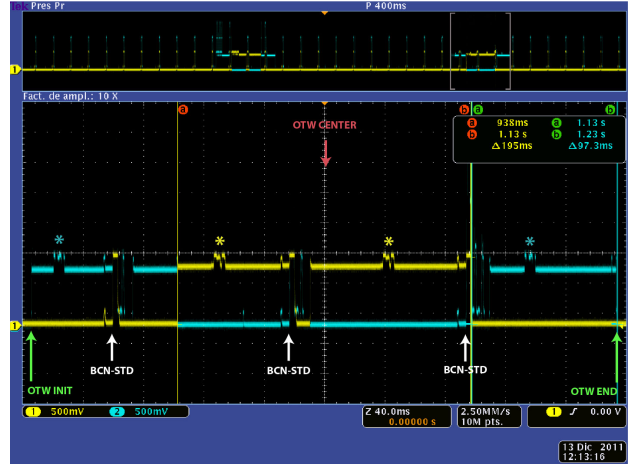 Tek Pres Pr P 400ms
1
Fact. de ampl.: 10 X
a b b
OTW CENTER
a 938ms a 1.13 s
b 1.13 s b 1.23 s
Δ195ms Δ97.3ms
* * * *
1
BCN-STD BCN-STD BCN-STD
OTW INIT OTW END
1 500mV 2 500mV Z 40.0ms 2.50MM/s 1 0.00 V
0.00000 s 10M pts.
13 Dic 2011
12:13:16